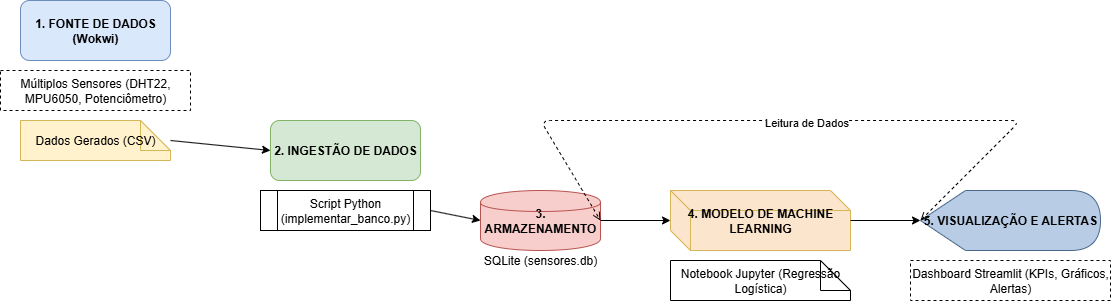 1. FONTE DE DADOS
(Wokwi)
Múltiplos Sensores (DHT22,
MPU6050, Potenciômetro)
Dados Gerados (CSV)
2. INGESTÃO DE DADOS
Script Python
(implementar_banco.py)
3.
ARMAZENAMENTO
SQLite (sensores.db)
Leitura de Dados
4. MODELO DE MACHINE
LEARNING
Notebook Jupyter (Regressão
Logística)
5. VISUALIZAÇÃO E ALERTAS
Dashboard Streamlit (KPIs, Gráficos,
Alertas)